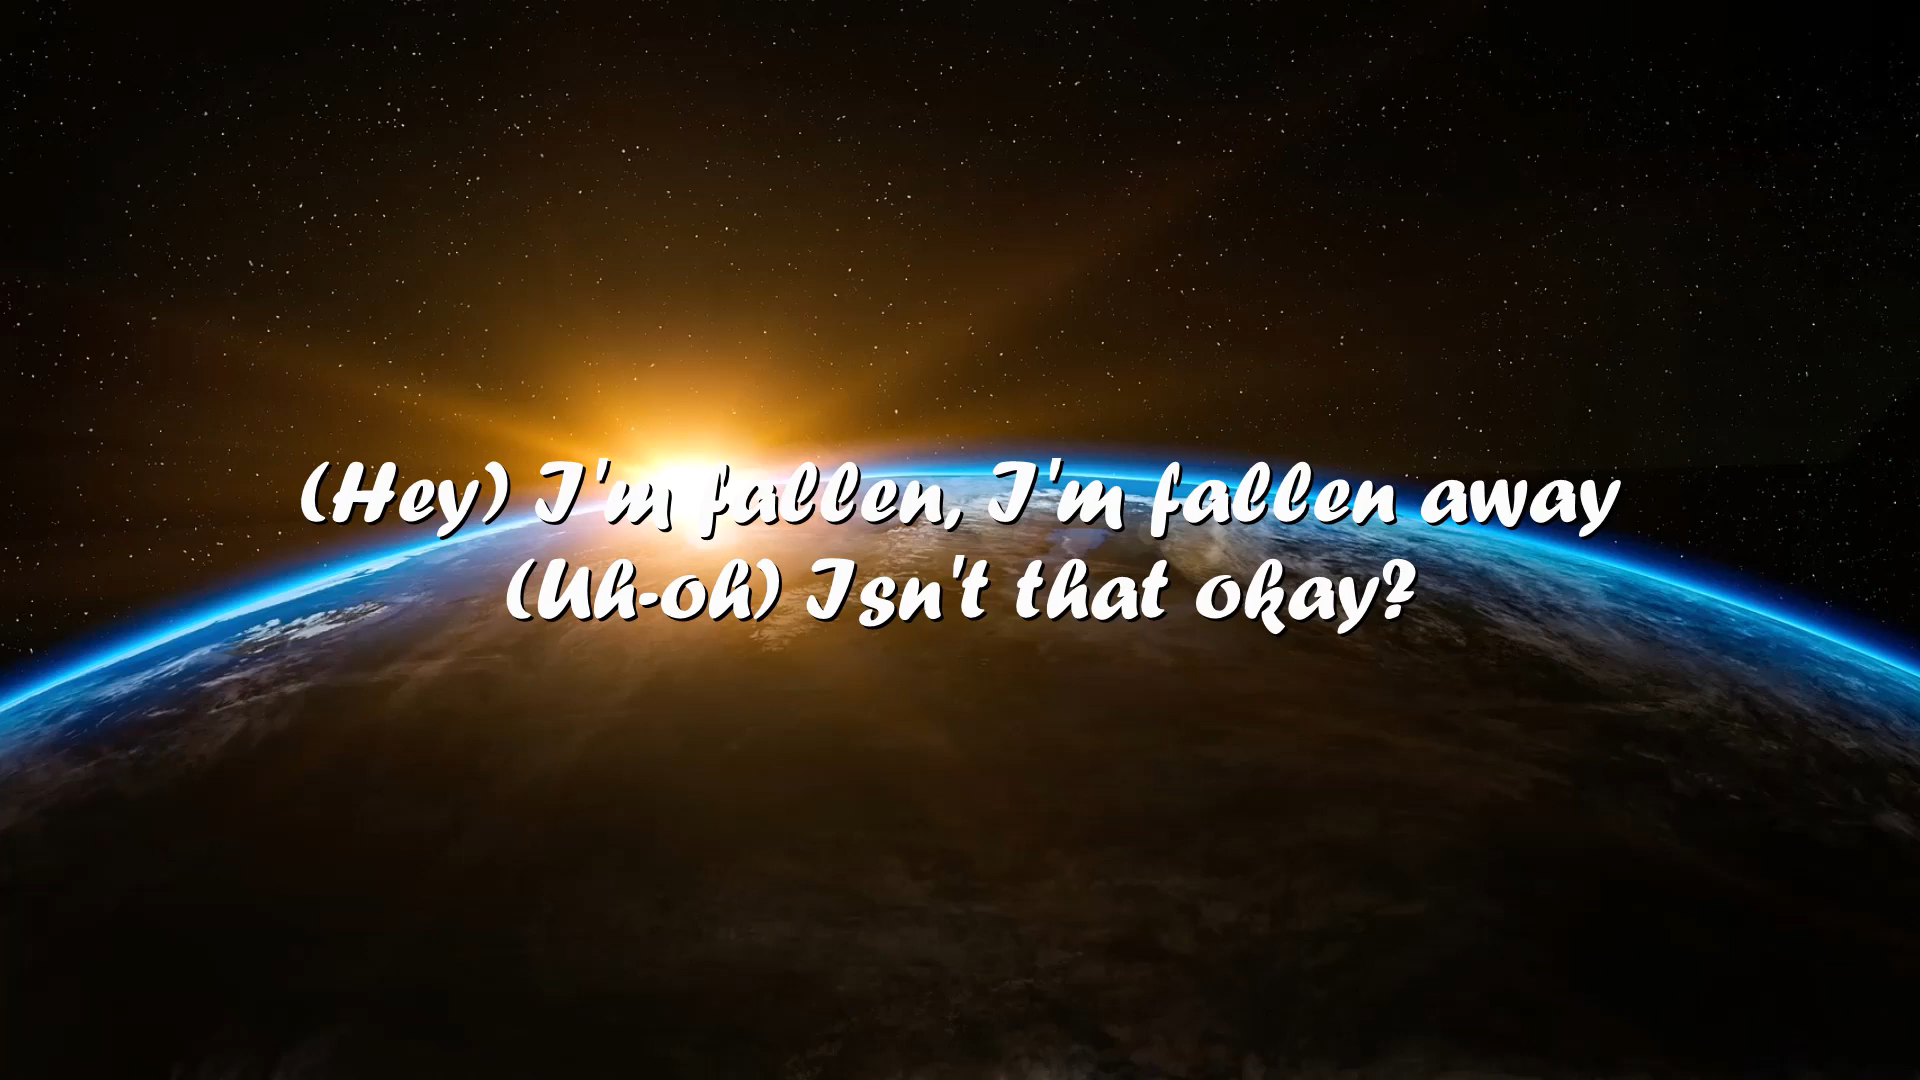 (Hey) I'm fallen, I'm fallen away
(Uh-oh) Isn't that okay?